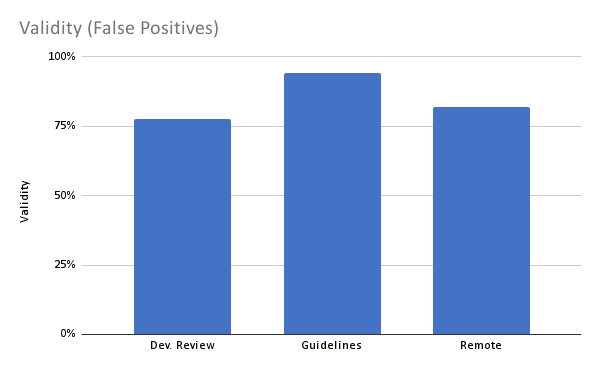 Validity (False Positives)
100%
75%
50%
25%
0%
Validity
Dev. Review
Guidelines
Remote